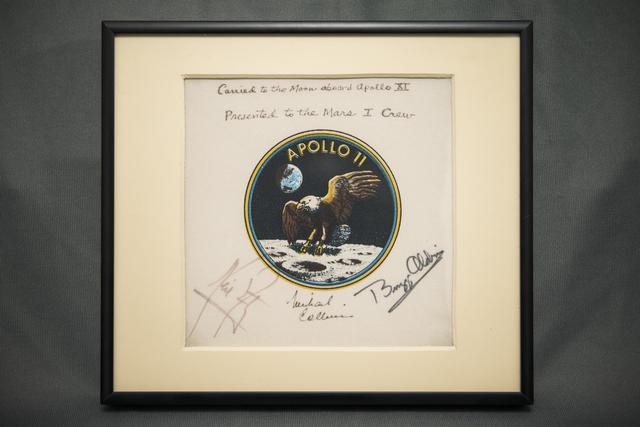 Carried to the Moon aboard Apollo XI
Presented to the Mars I Crew
APOLLO 11
Michael
Collins
Buzz Aldrin